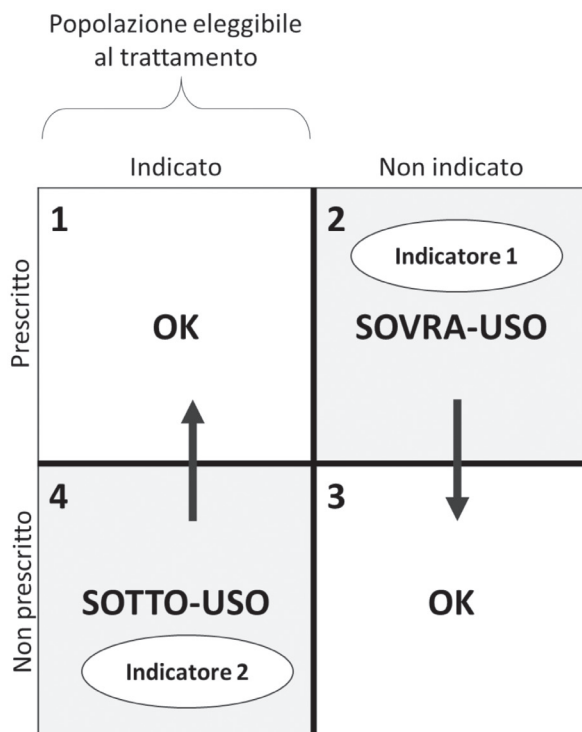 Popolazione eleggibile
al trattamento
Indicato
Non indicato
Prescritto
1
OK
2
Indicatore 1
SOVRA-USO
Non prescritto
4
SOTTO-USO
Indicatore 2
3
OK